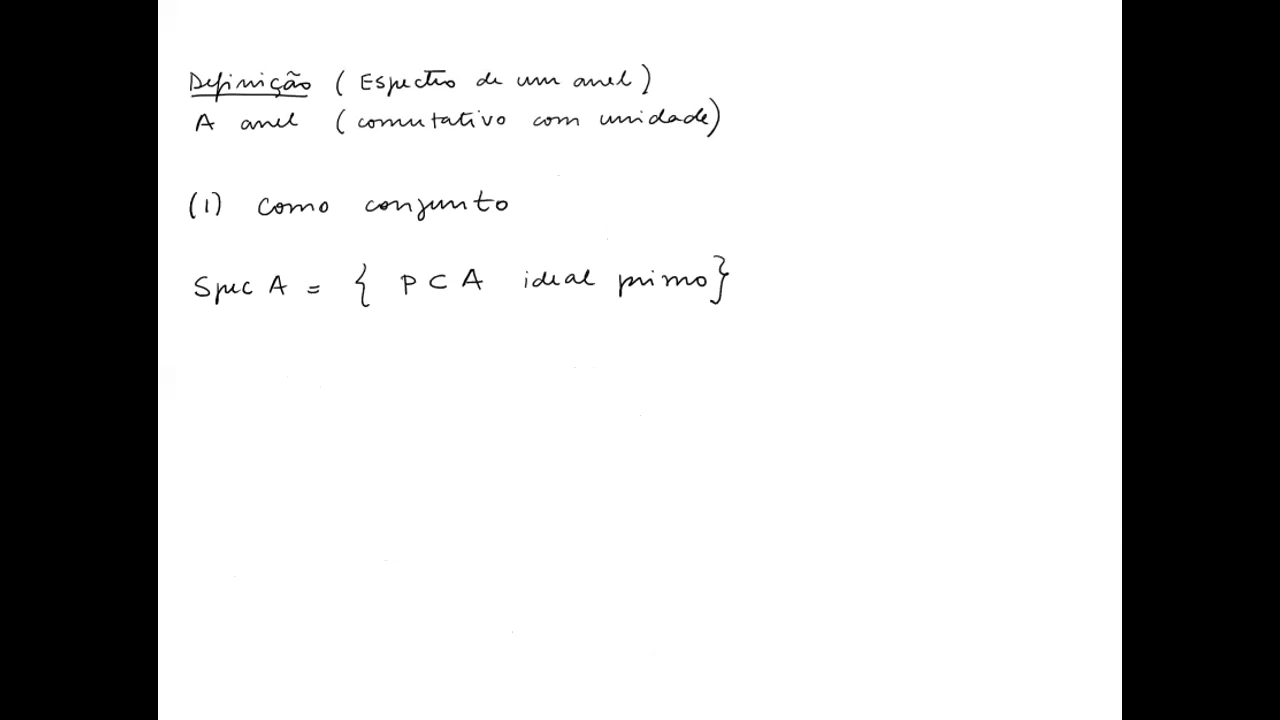 Definição (Espectro de um anel)
A anel (comutativo com unidade)
(1) como conjunto
Spec A = { P ⊂ A ideal primo }